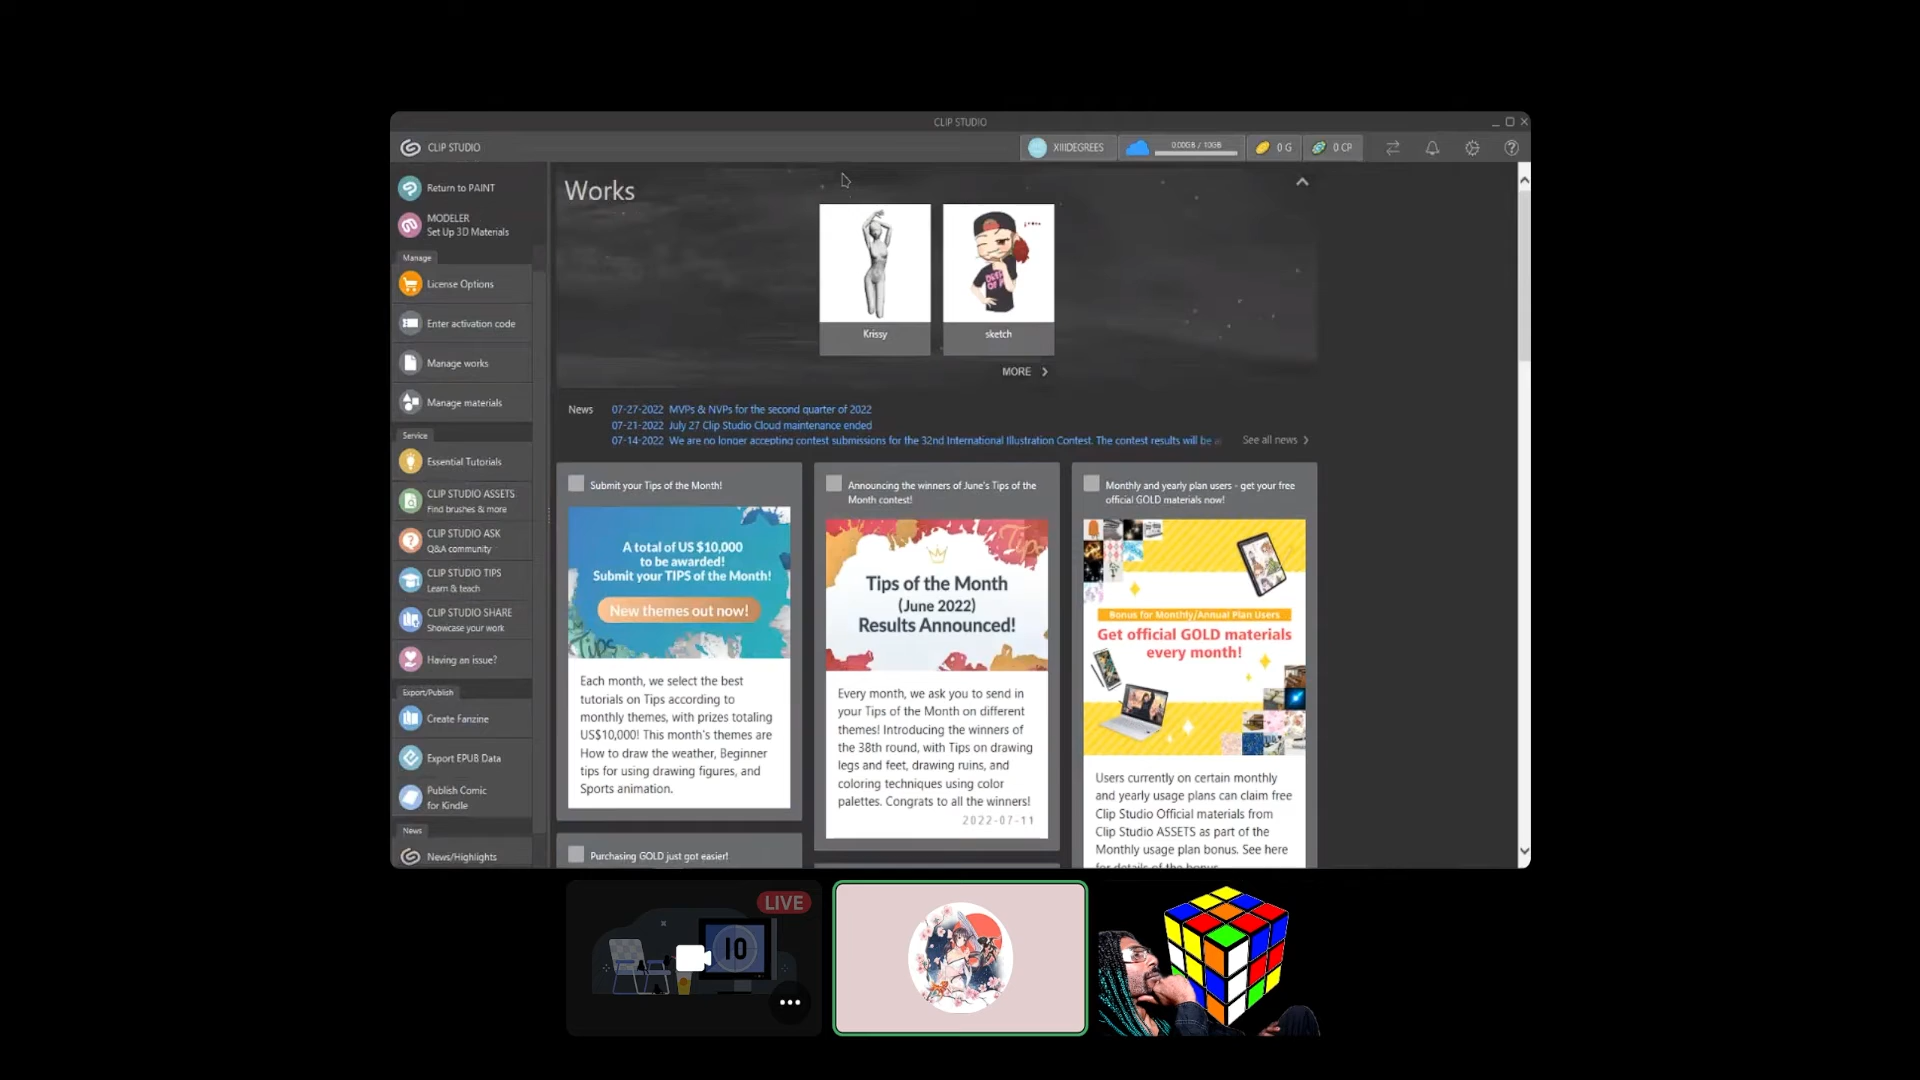 CLIP STUDIO
CLIP STUDIO
XIIIDEGREES
0.00GB / 10GB
0 G
0 CP
Return to PAINT
MODELER
Set Up 3D Materials
Manage
License Options
Enter activation code
Manage works
Manage materials
Service
Essential Tutorials
CLIP STUDIO ASSETS
Find brushes & more
CLIP STUDIO ASK
Q&A community
CLIP STUDIO TIPS
Learn & teach
CLIP STUDIO SHARE
Showcase your work
Having an issue?
Export/Publish
Create Fanzine
Export EPUB Data
Publish Comic
for Kindle
News
News/Highlights
Works
Krissy
sketch
MORE
News
07-27-2022 MVPs & NVPs for the second quarter of 2022
07-21-2022 July 27 Clip Studio Cloud maintenance ended
07-14-2022 We are no longer accepting contest submissions for the 32nd International Illustration Contest. The contest results will be
See all news
Submit your Tips of the Month!
A total of US $10,000
to be awarded!
Submit your TIPS of the Month!
New themes out now!
Tips
Each month, we select the best
tutorials on Tips according to
monthly themes, with prizes totaling
US$10,000! This month's themes are
How to draw the weather, Beginner
tips for using drawing figures, and
Sports animation.
Purchasing GOLD just got easier!
Announcing the winners of June's Tips of the
Month contest!
Tips
Tips of the Month
(June 2022)
Results Announced!
Every month, we ask you to send in
your Tips of the Month on different
themes! Introducing the winners of
the 38th round, with Tips on drawing
legs and feet, drawing ruins, and
coloring techniques using color
palettes. Congrats to all the winners!
2022-07-11
Monthly and yearly plan users - get your free
official GOLD materials now!
Bonus for Monthly/Annual Plan Users
Get official GOLD materials
every month!
Users currently on certain monthly
and yearly usage plans can claim free
Clip Studio Official materials from
Clip Studio ASSETS as part of the
Monthly usage plan bonus. See here
for details of the bonus.
LIVE
10